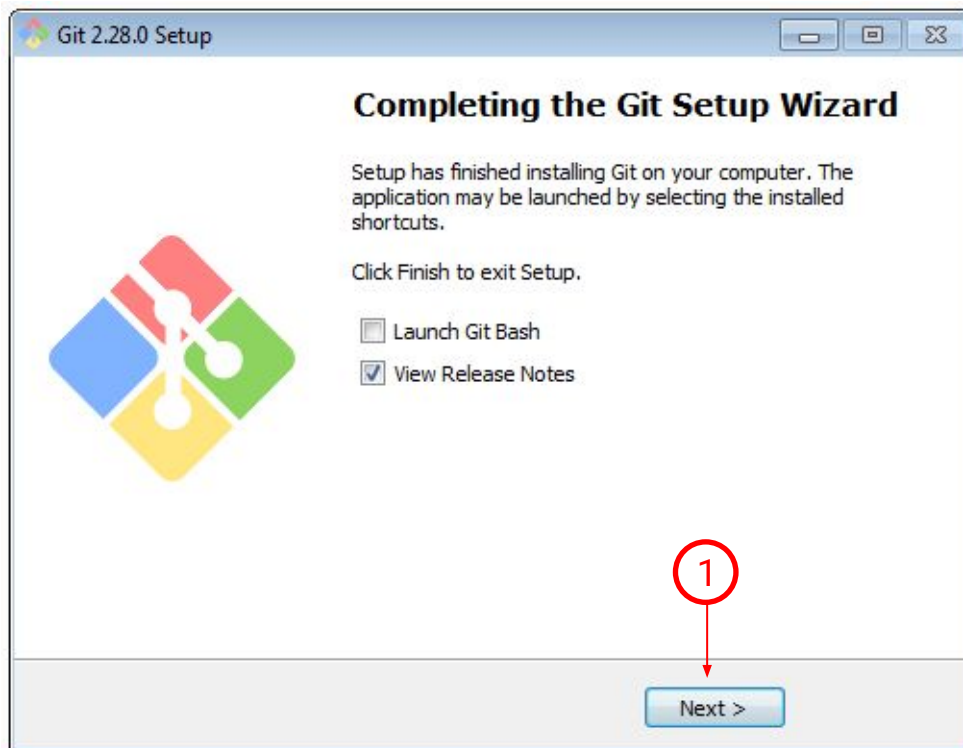 Git 2.28.0 Setup
Completing the Git Setup Wizard
Setup has finished installing Git on your computer. The
application may be launched by selecting the installed
shortcuts.
Click Finish to exit Setup.
Launch Git Bash
View Release Notes
1
Next >